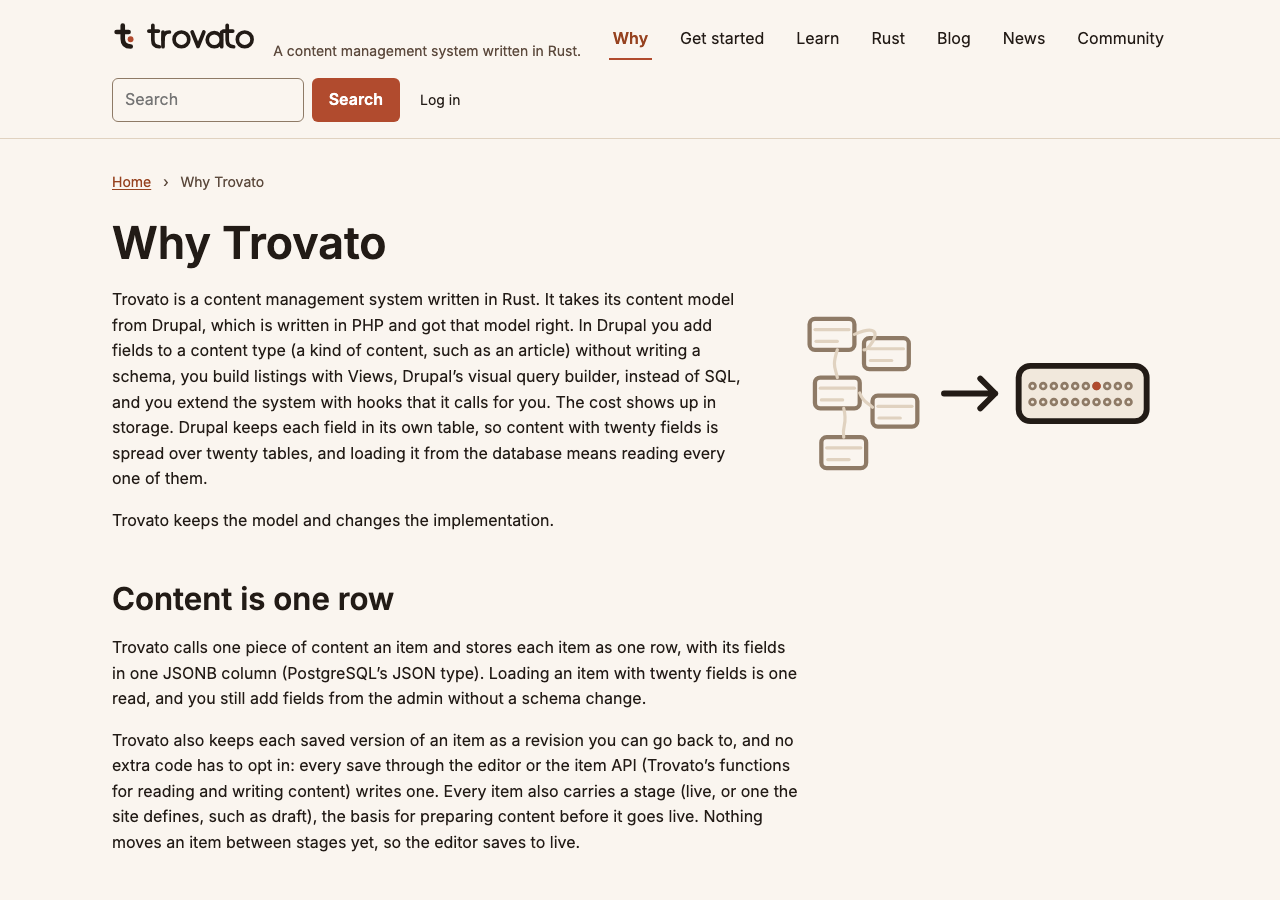 trovato
A content management system written in Rust.
Why
Get started
Learn
Rust
Blog
News
Community
Search
Search
Log in
Home › Why Trovato
Why Trovato
Trovato is a content management system written in Rust. It takes its content model
from Drupal, which is written in PHP and got that model right. In Drupal you add
fields to a content type (a kind of content, such as an article) without writing a
schema, you build listings with Views, Drupal’s visual query builder, instead of SQL,
and you extend the system with hooks that it calls for you. The cost shows up in
storage. Drupal keeps each field in its own table, so content with twenty fields is
spread over twenty tables, and loading it from the database means reading every
one of them.
Trovato keeps the model and changes the implementation.
Content is one row
Trovato calls one piece of content an item and stores each item as one row, with its fields
in one JSONB column (PostgreSQL’s JSON type). Loading an item with twenty fields is one
read, and you still add fields from the admin without a schema change.
Trovato also keeps each saved version of an item as a revision you can go back to, and no
extra code has to opt in: every save through the editor or the item API (Trovato’s functions
for reading and writing content) writes one. Every item also carries a stage (live, or one the
site defines, such as draft), the basis for preparing content before it goes live. Nothing
moves an item between stages yet, so the editor saves to live.